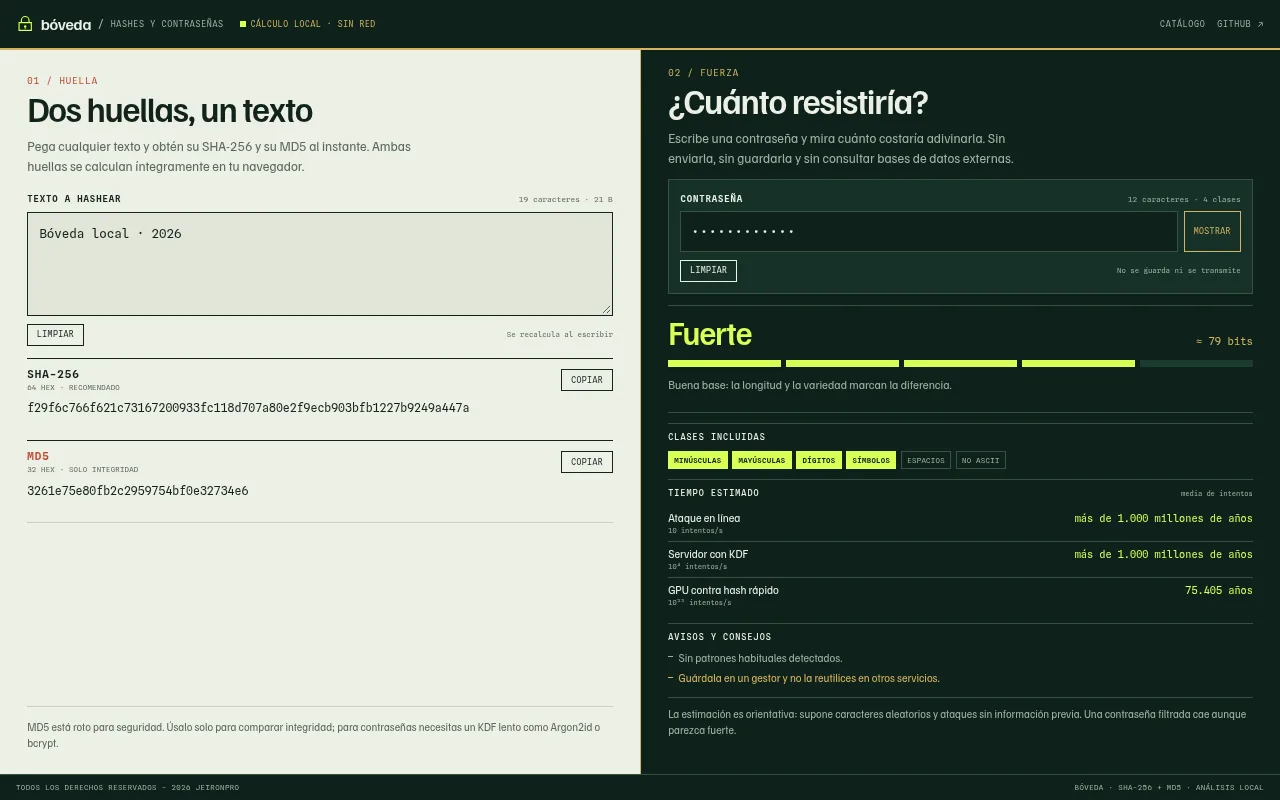 bóveda / HASHES Y CONTRASEÑAS CÁLCULO LOCAL · SIN RED
CATÁLOGO GITHUB ↗
01 / HUELLA
Dos huellas, un texto
Pega cualquier texto y obtén su SHA-256 y su MD5 al instante. Ambas
huellas se calculan íntegramente en tu navegador.
TEXTO A HASHEAR
19 caracteres · 21 B
Bóveda local · 2026
LIMPIAR
Se recalcula al escribir
SHA-256
64 HEX · RECOMENDADO
COPIAR
f29f6c766f621c73167200933fc118d707a80e2f9ecb903bfb1227b9249a447a
MD5
32 HEX · SOLO INTEGRIDAD
COPIAR
3261e75e80fb2c2959754bf0e32734e6
MD5 está roto para seguridad. Úsalo solo para comparar integridad; para contraseñas necesitas un KDF lento como Argon2id o
bcrypt.
02 / FUERZA
¿Cuánto resistiría?
Escribe una contraseña y mira cuánto costaría adivinarla. Sin
enviarla, sin guardarla y sin consultar bases de datos externas.
CONTRASEÑA
12 caracteres · 4 clases
••••••••••••
MOSTRAR
LIMPIAR
No se guarda ni se transmite
Fuerte
≈ 79 bits
Buena base: la longitud y la variedad marcan la diferencia.
CLASES INCLUIDAS
MINÚSCULAS MAYÚSCULAS DÍGITOS SÍMBOLOS ESPACIOS NO ASCII
TIEMPO ESTIMADO
media de intentos
Ataque en línea
10 intentos/s
más de 1.000 millones de años
Servidor con KDF
10⁴ intentos/s
más de 1.000 millones de años
GPU contra hash rápido
10¹¹ intentos/s
75.405 años
AVISOS Y CONSEJOS
– Sin patrones habituales detectados.
– Guárdala en un gestor y no la reutilices en otros servicios.
La estimación es orientativa: supone caracteres aleatorios y ataques sin información previa. Una contraseña filtrada cae aunque
parezca fuerte.
TODOS LOS DERECHOS RESERVADOS - 2026 JEIRONPRO
BÓVEDA · SHA-256 + MD5 · ANÁLISIS LOCAL